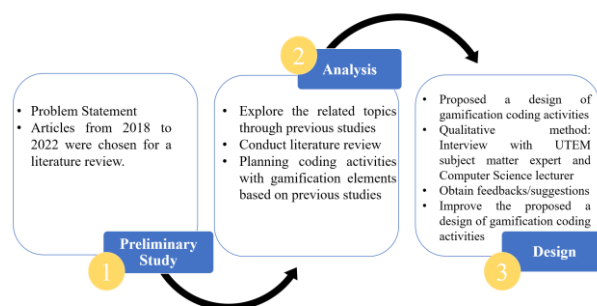 • Problem Statement
• Articles from 2018 to
2022 were chosen for a
literature review.
1
Preliminary
Study
2
Analysis
• Explore the related topics
through previous studies
• Conduct literature review
• Planning coding activities
with gamification elements
based on previous studies
• Proposed a design of
gamification coding activities
• Qualitative method:
Interview with UTEM
subject matter expert and
Computer Science lecturer
• Obtain feedbacks/suggestions
• Improve the proposed a
design of gamification coding
activities
3
Design